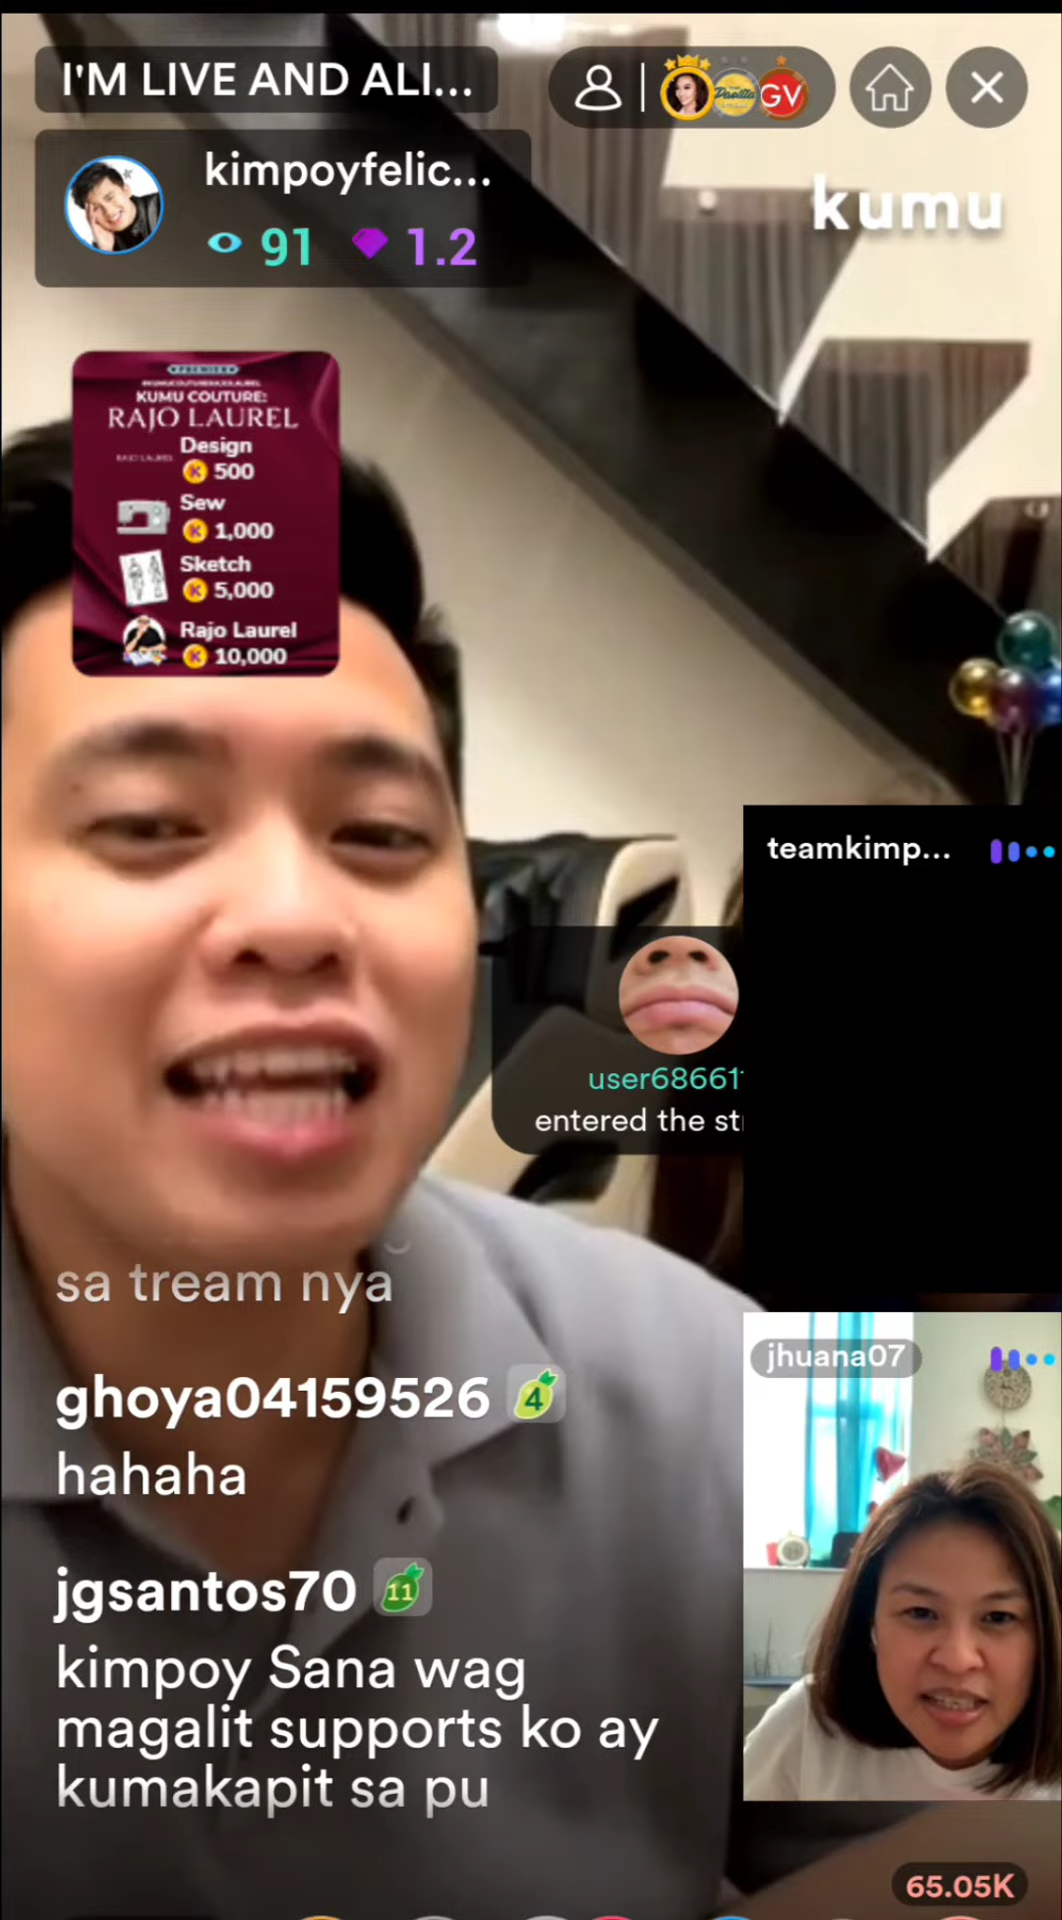 I'M LIVE AND ALI...
GV
kimpoyfelic...
91 1.2
kumu
PREMIER
KUMU COUTURE:
RAJO LAUREL
Design
500
Sew
1,000
Sketch
5,000
Rajo Laurel
10,000
teamkimp...
user68661
entered the st
sa tream nya
jhuana07
ghoya04159526 4
hahaha
jgsantos70 11
kimpoy Sana wag
magalit supports ko ay
kumakapit sa pu
65.05K